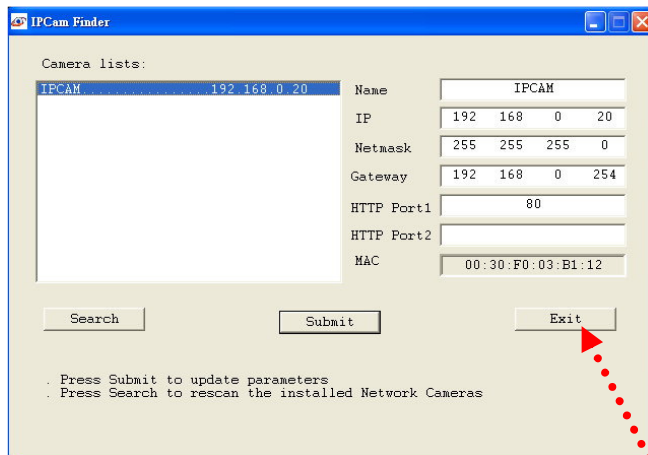 IPCam Finder
Camera lists:
IPCAM................192.168.0.20
Name IPCAM
IP 192 168 0 20
Netmask 255 255 255 0
Gateway 192 168 0 254
HTTP Port1 80
HTTP Port2
MAC 00:30:F0:03:B1:12
Search Submit Exit
. Press Submit to update parameters
. Press Search to rescan the installed Network Cameras